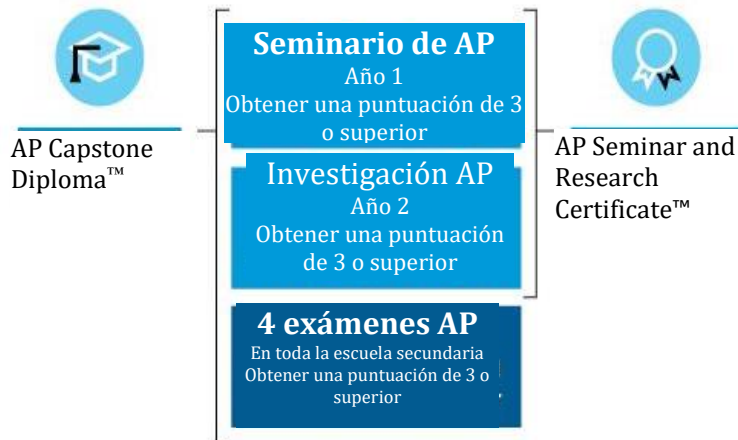 Seminario de AP
Año 1
Obtener una puntuación de 3
o superior
AP Capstone
Diploma™
AP Seminar and
Research
Certificate™
Investigación AP
Año 2
Obtener una puntuación
de 3 o superior
4 exámenes AP
En toda la escuela secundaria
Obtener una puntuación de 3 o
superior